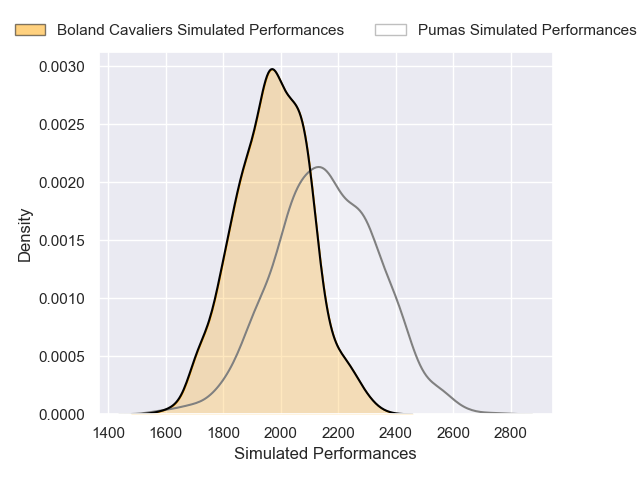 Boland Cavaliers Simulated Performances
Pumas Simulated Performances
0.0030
0.0025
0.0020
0.0015
0.0010
0.0005
0.0000
Density
1400 1600 1800 2000 2200 2400 2600 2800
Simulated Performances